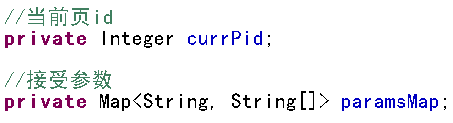 //当前页id
private Integer currPid;
//接受参数
private Map<String, String[]> paramsMap;